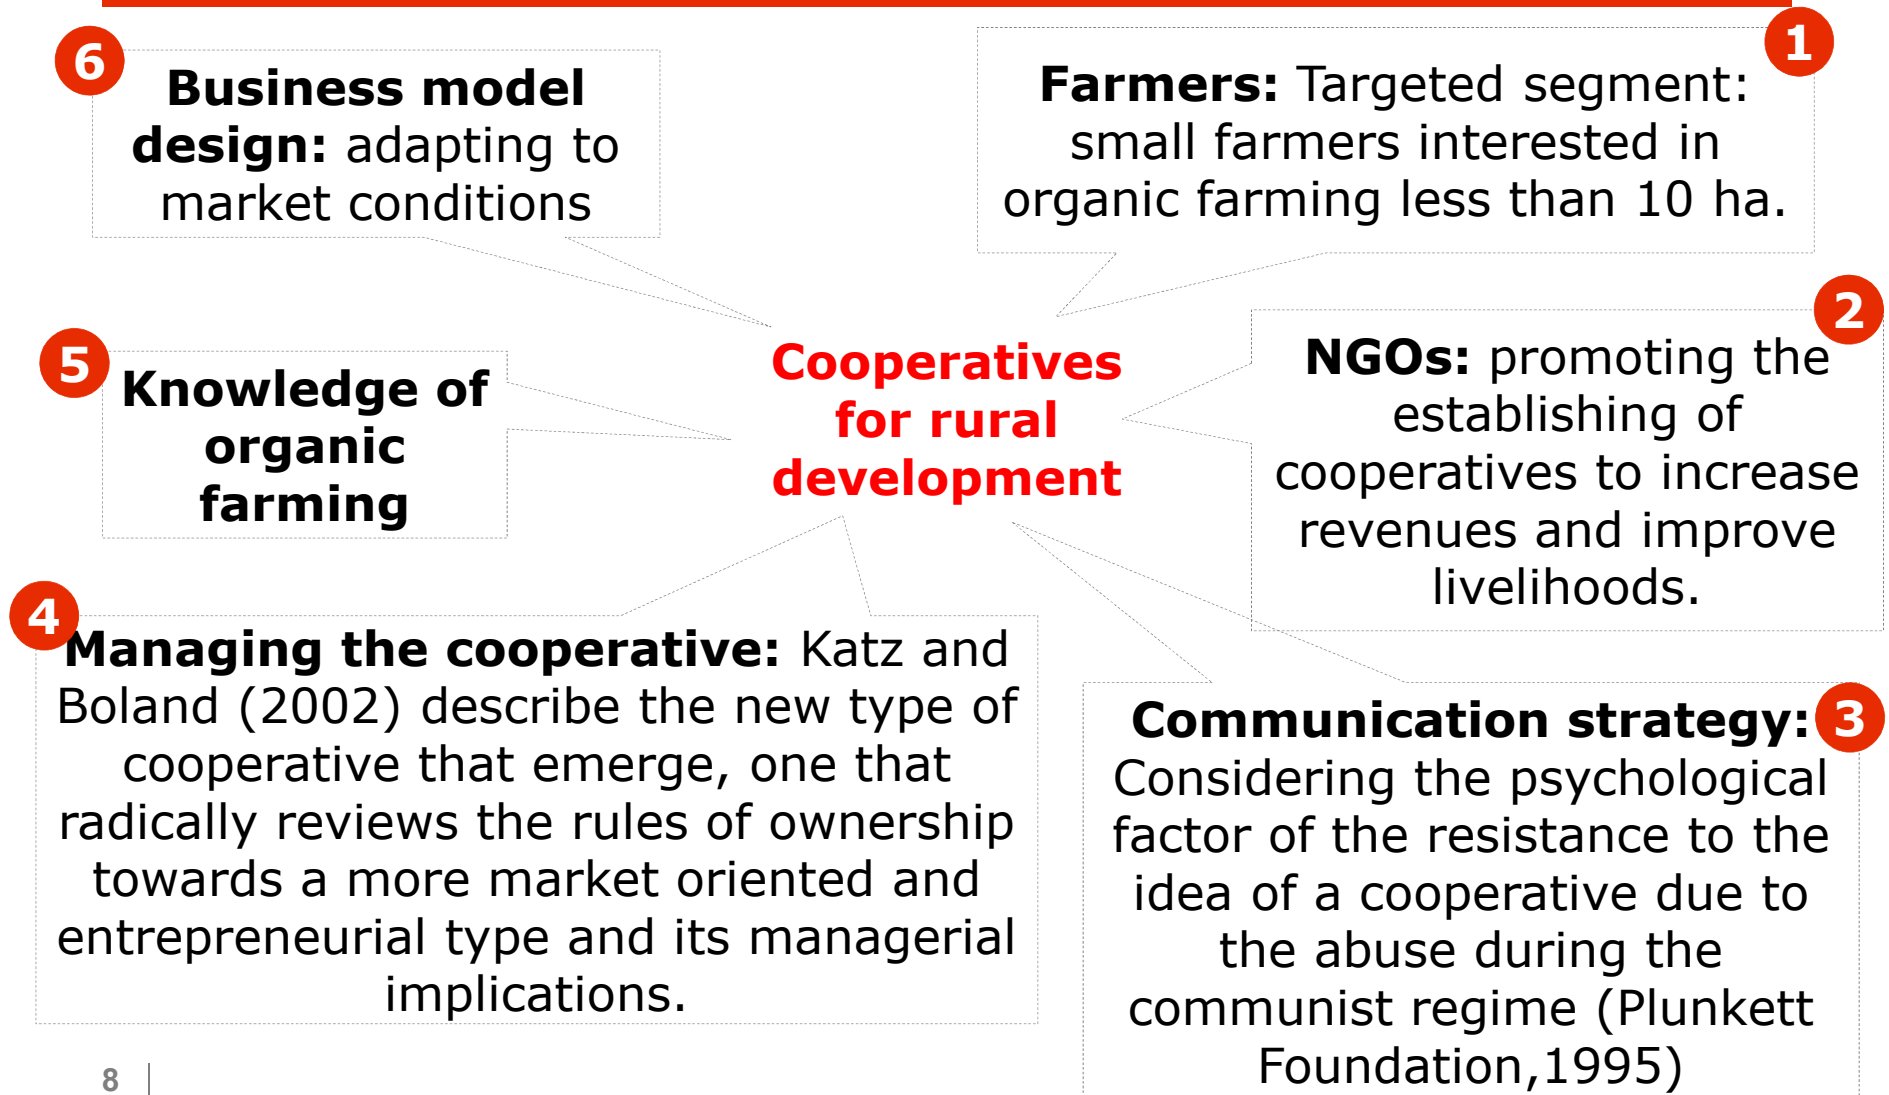 1
Farmers: Targeted segment:
small farmers interested in
organic farming less than 10 ha.
2
NGOs: promoting the
establishing of
cooperatives to increase
revenues and improve
livelihoods.
3
Communication strategy:
Considering the psychological
factor of the resistance to the
idea of a cooperative due to
the abuse during the
communist regime (Plunkett
Foundation,1995)
4
Managing the cooperative: Katz and
Boland (2002) describe the new type of
cooperative that emerge, one that
radically reviews the rules of ownership
towards a more market oriented and
entrepreneurial type and its managerial
implications.
5
Knowledge of
organic
farming
6
Business model
design: adapting to
market conditions
Cooperatives
for rural
development
8